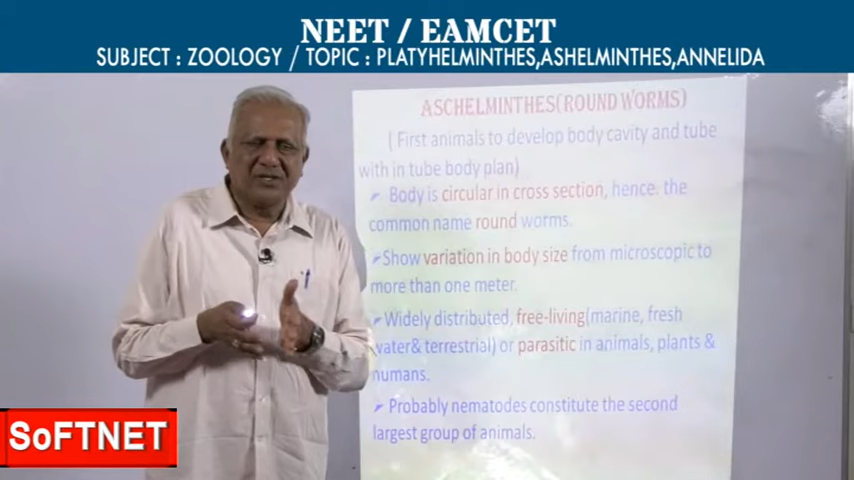 NEET / EAMCET
SUBJECT : ZOOLOGY / TOPIC : PLATYHELMINTHES,ASHELMINTHES,ANNELIDA
ASCHELMINTHES(ROUND WORMS)
[ First animals to develop body cavity and tube
with in tube body plan)
➤ Body is circular in cross section, hence. the
common name round worms.
➤Show variation in body size from microscopic to
more than one meter.
➤Widely distributed, free-living(marine, fresh
water& terrestrial) or parasitic in animals, plants &
humans.
➤ Probably nematodes constitute the second
largest group of animals.
SoFTNET